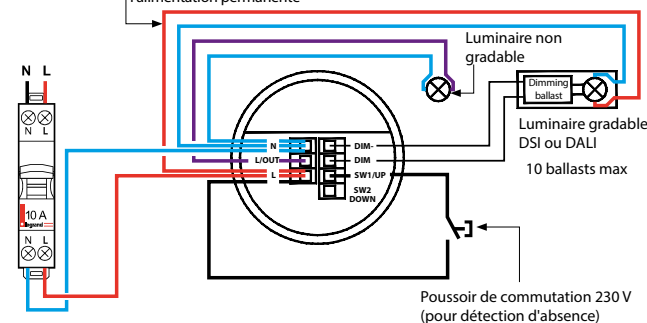 l'alimentation permanente
Luminaire non
gradable
N L
Dimming
ballast
N L
Luminaire gradable
DSI ou DALI
10 ballasts max
N
L/OUT
L
DIM-
DIM
SW1/UP
SW2
DOWN
10 A
legrand
N L
Poussoir de commutation 230 V
(pour détection d'absence)